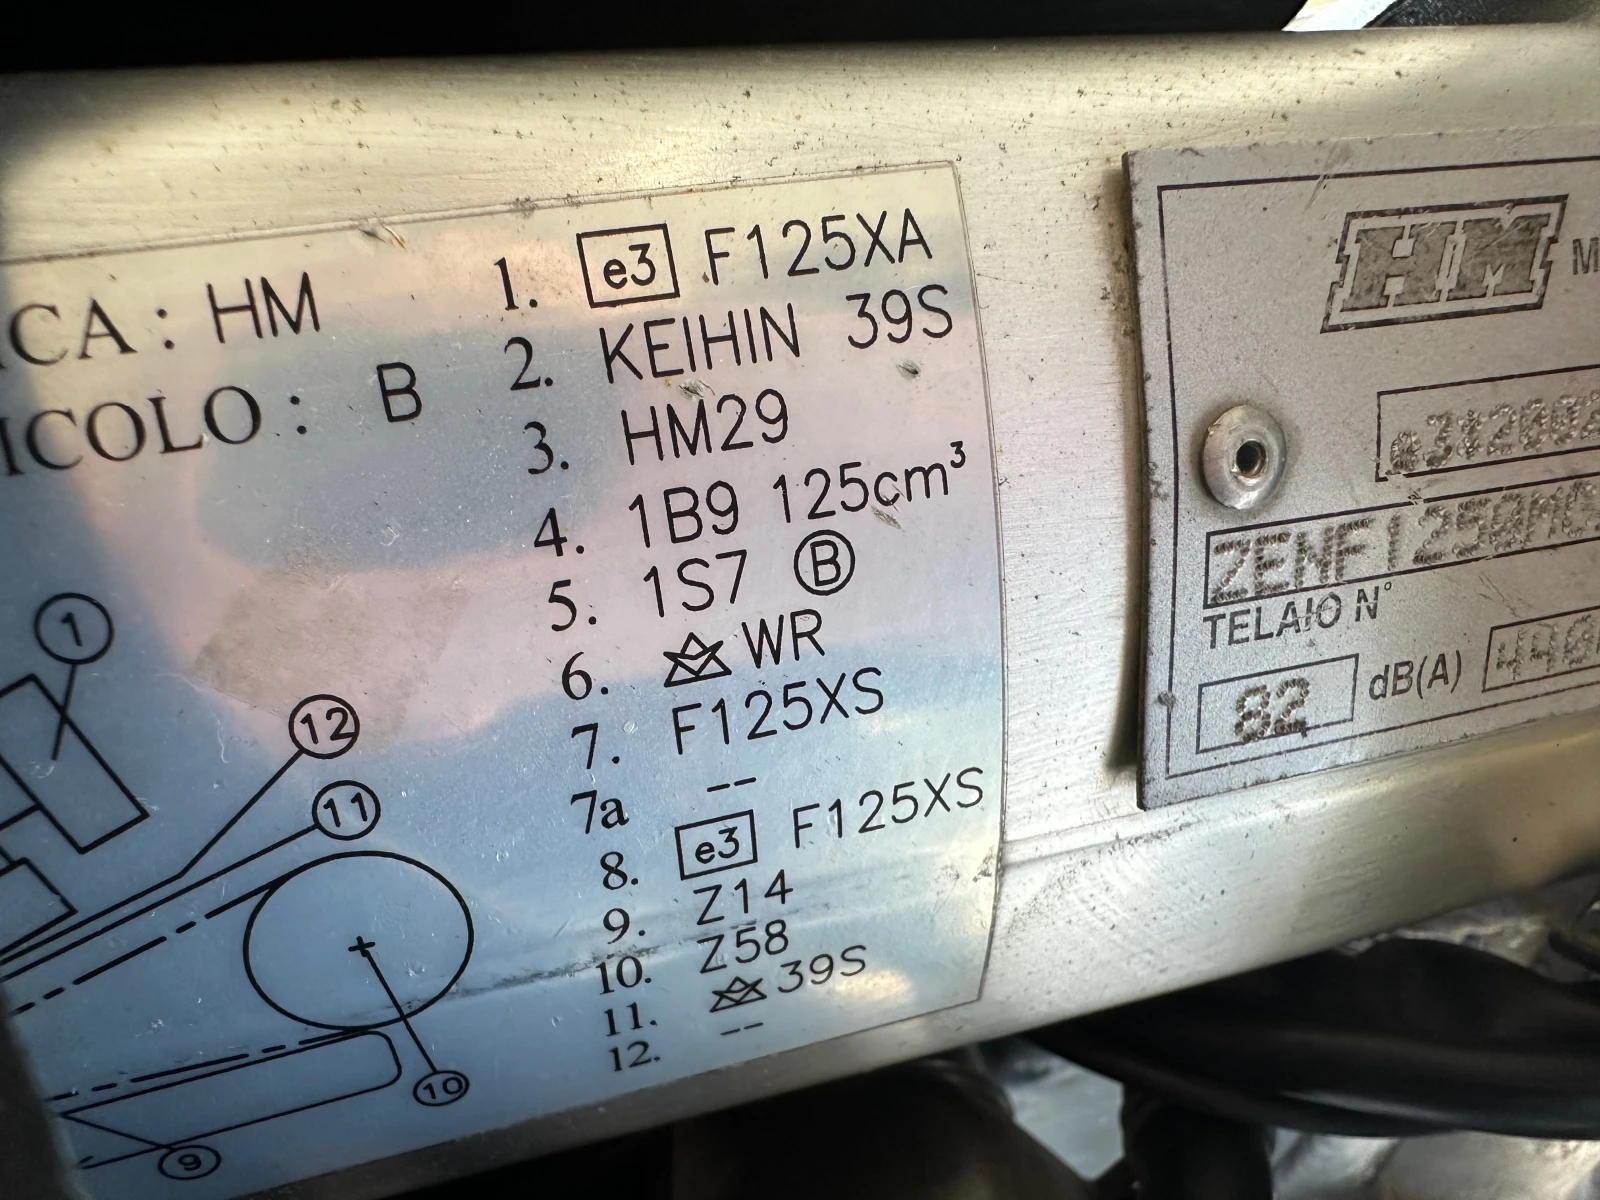 CA : HM
ICOLO : B
1. e3 F125XA
2. KEIHIN 39S
3. HM29
4. 1B9 125cm³
5. 1S7 Ⓑ
6. WR
7. F125XS
7a --
8. e3 F125XS
9. Z14
10. Z58
11. 39S
12. --
1
12
11
10
9
HM M
TELAIO N°
82 dB(A)